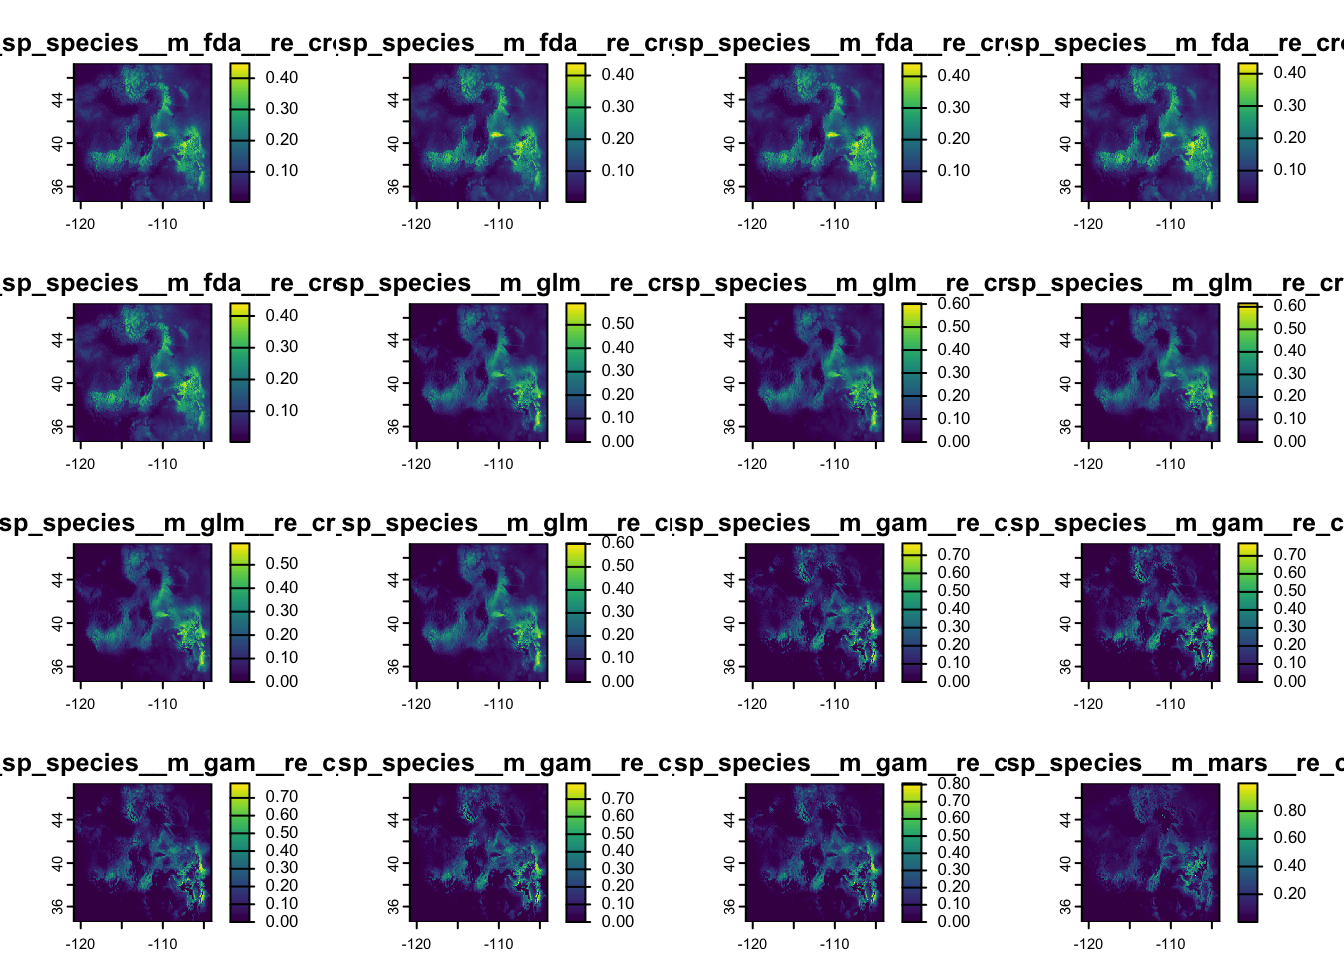 _sp_species__m_fda__re_cr sp_species__m_fda__re_cr sp_species__m_fda__re_cr sp_species__m_fda__re_cr
0.40 0.40 0.40 0.40
44 0.30 44 0.30 44 0.30 44 0.30
40 0.20 40 0.20 40 0.20 40 0.20
36 0.10 36 0.10 36 0.10 36 0.10
-120 -110 -120 -110 -120 -110 -120 -110
_sp_species__m_fda__re_cr sp_species__m_glm__re_cr sp_species__m_glm__re_cr sp_species__m_glm__re_cr
44 40 36 0.40 0.30 0.20 0.10 44 40 36 0.50 0.40 0.30 0.20 0.10 0.00 44 40 36 0.60 0.50 0.40 0.30 0.20 0.10 0.00 44 40 36 0.60 0.50 0.40 0.30 0.20 0.10 0.00
-120 -110 -120 -110 -120 -110 -120 -110
sp_species__m_glm__re_cr _sp_species__m_glm__re_c sp_species__m_gam__re_c sp_species__m_gam__re_c
44 40 36 0.50 0.40 0.30 0.20 0.10 0.00 44 40 36 0.60 0.50 0.40 0.30 0.20 0.10 0.00 44 40 36 0.70 0.60 0.50 0.40 0.30 0.20 0.10 0.00 44 40 36 0.70 0.60 0.50 0.40 0.30 0.20 0.10 0.00
-120 -110 -120 -110 -120 -110 -120 -110
_sp_species__m_gam__re_c sp_species__m_gam__re_c sp_species__m_gam__re_c sp_species__m_mars__re_c
44 40 36 0.70 0.60 0.50 0.40 0.30 0.20 0.10 0.00 44 40 36 0.70 0.60 0.50 0.40 0.30 0.20 0.10 0.00 44 40 36 0.80 0.70 0.60 0.50 0.40 0.30 0.20 0.10 0.00 44 40 36 0.80 0.60 0.40 0.20
-120 -110 -120 -110 -120 -110 -120 -110